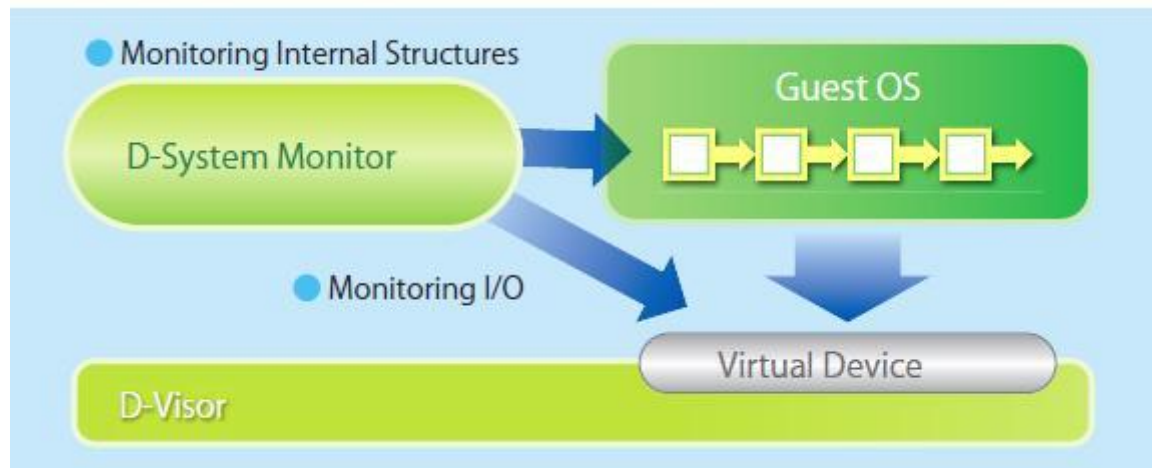 Monitoring Internal Structures
Guest OS
D-System Monitor
Monitoring I/O
Virtual Device
D-Visor